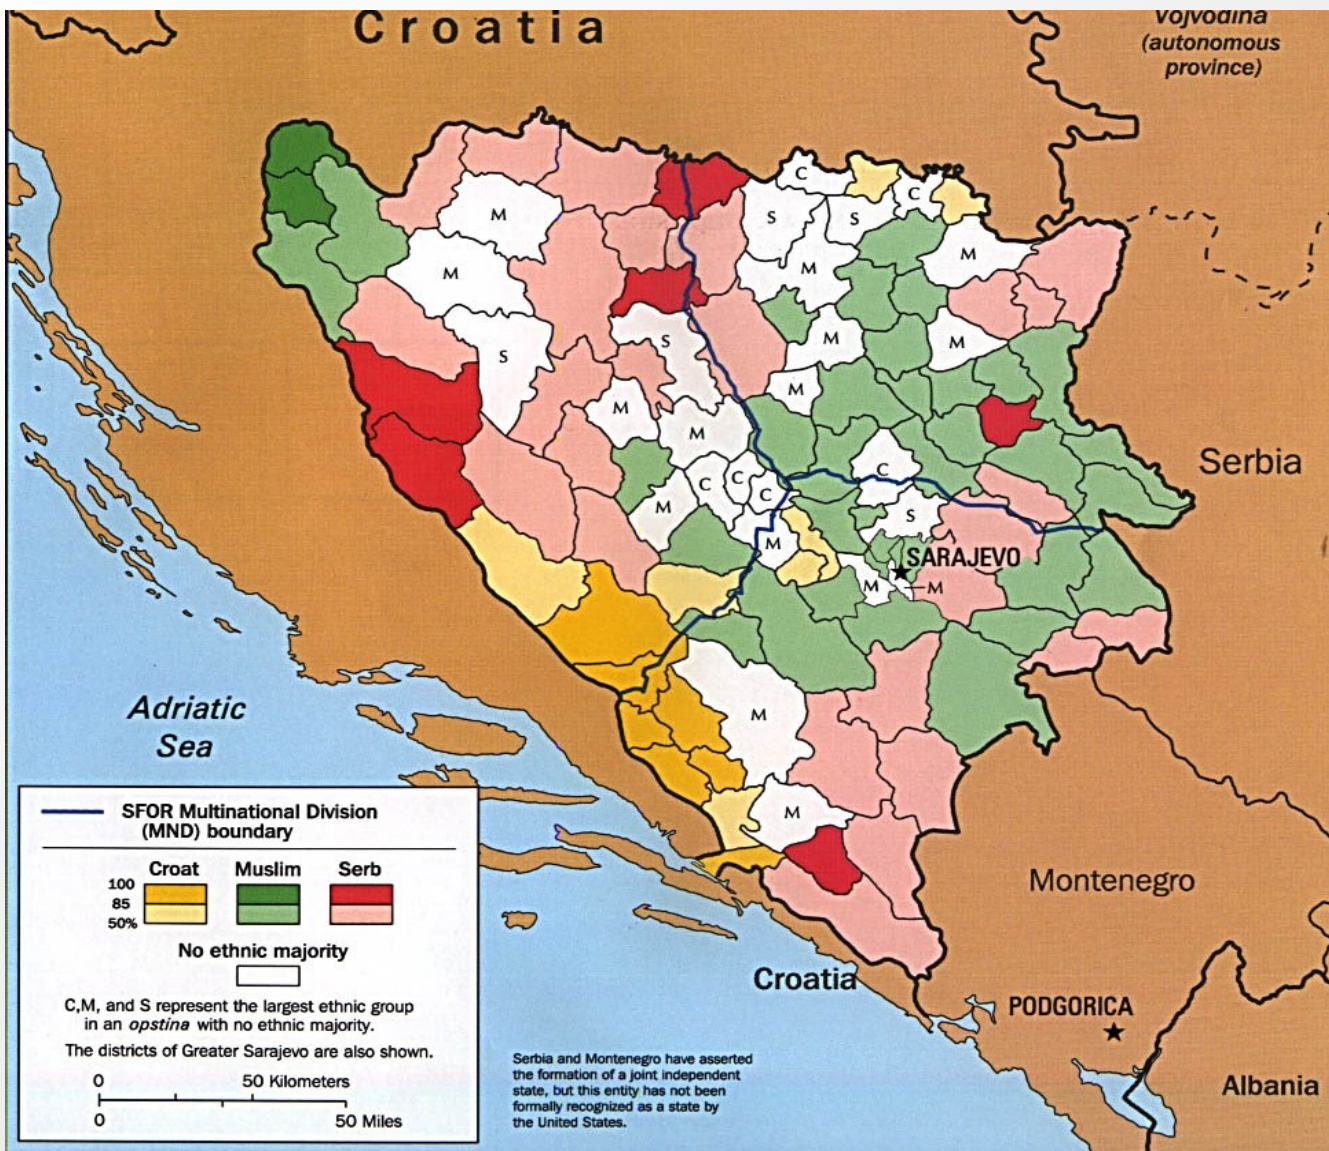 Croatia
Vojvodina
(autonomous
province)
C
C
M
S
S
M
M
M
S
S
M
M
M
M
M
C
C
C
C
M
S
Serbia
M
SARAJEVO
M
M
Adriatic
Sea
M
M
SFOR Multinational Division
(MND) boundary
Croat Muslim Serb
100
85
50%
No ethnic majority
C,M, and S represent the largest ethnic group
in an opstina with no ethnic majority.
The districts of Greater Sarajevo are also shown.
0 50 Kilometers
0 50 Miles
Montenegro
Croatia
PODGORICA
Albania
Serbia and Montenegro have asserted
the formation of a joint independent
state, but this entity has not been
formally recognized as a state by
the United States.